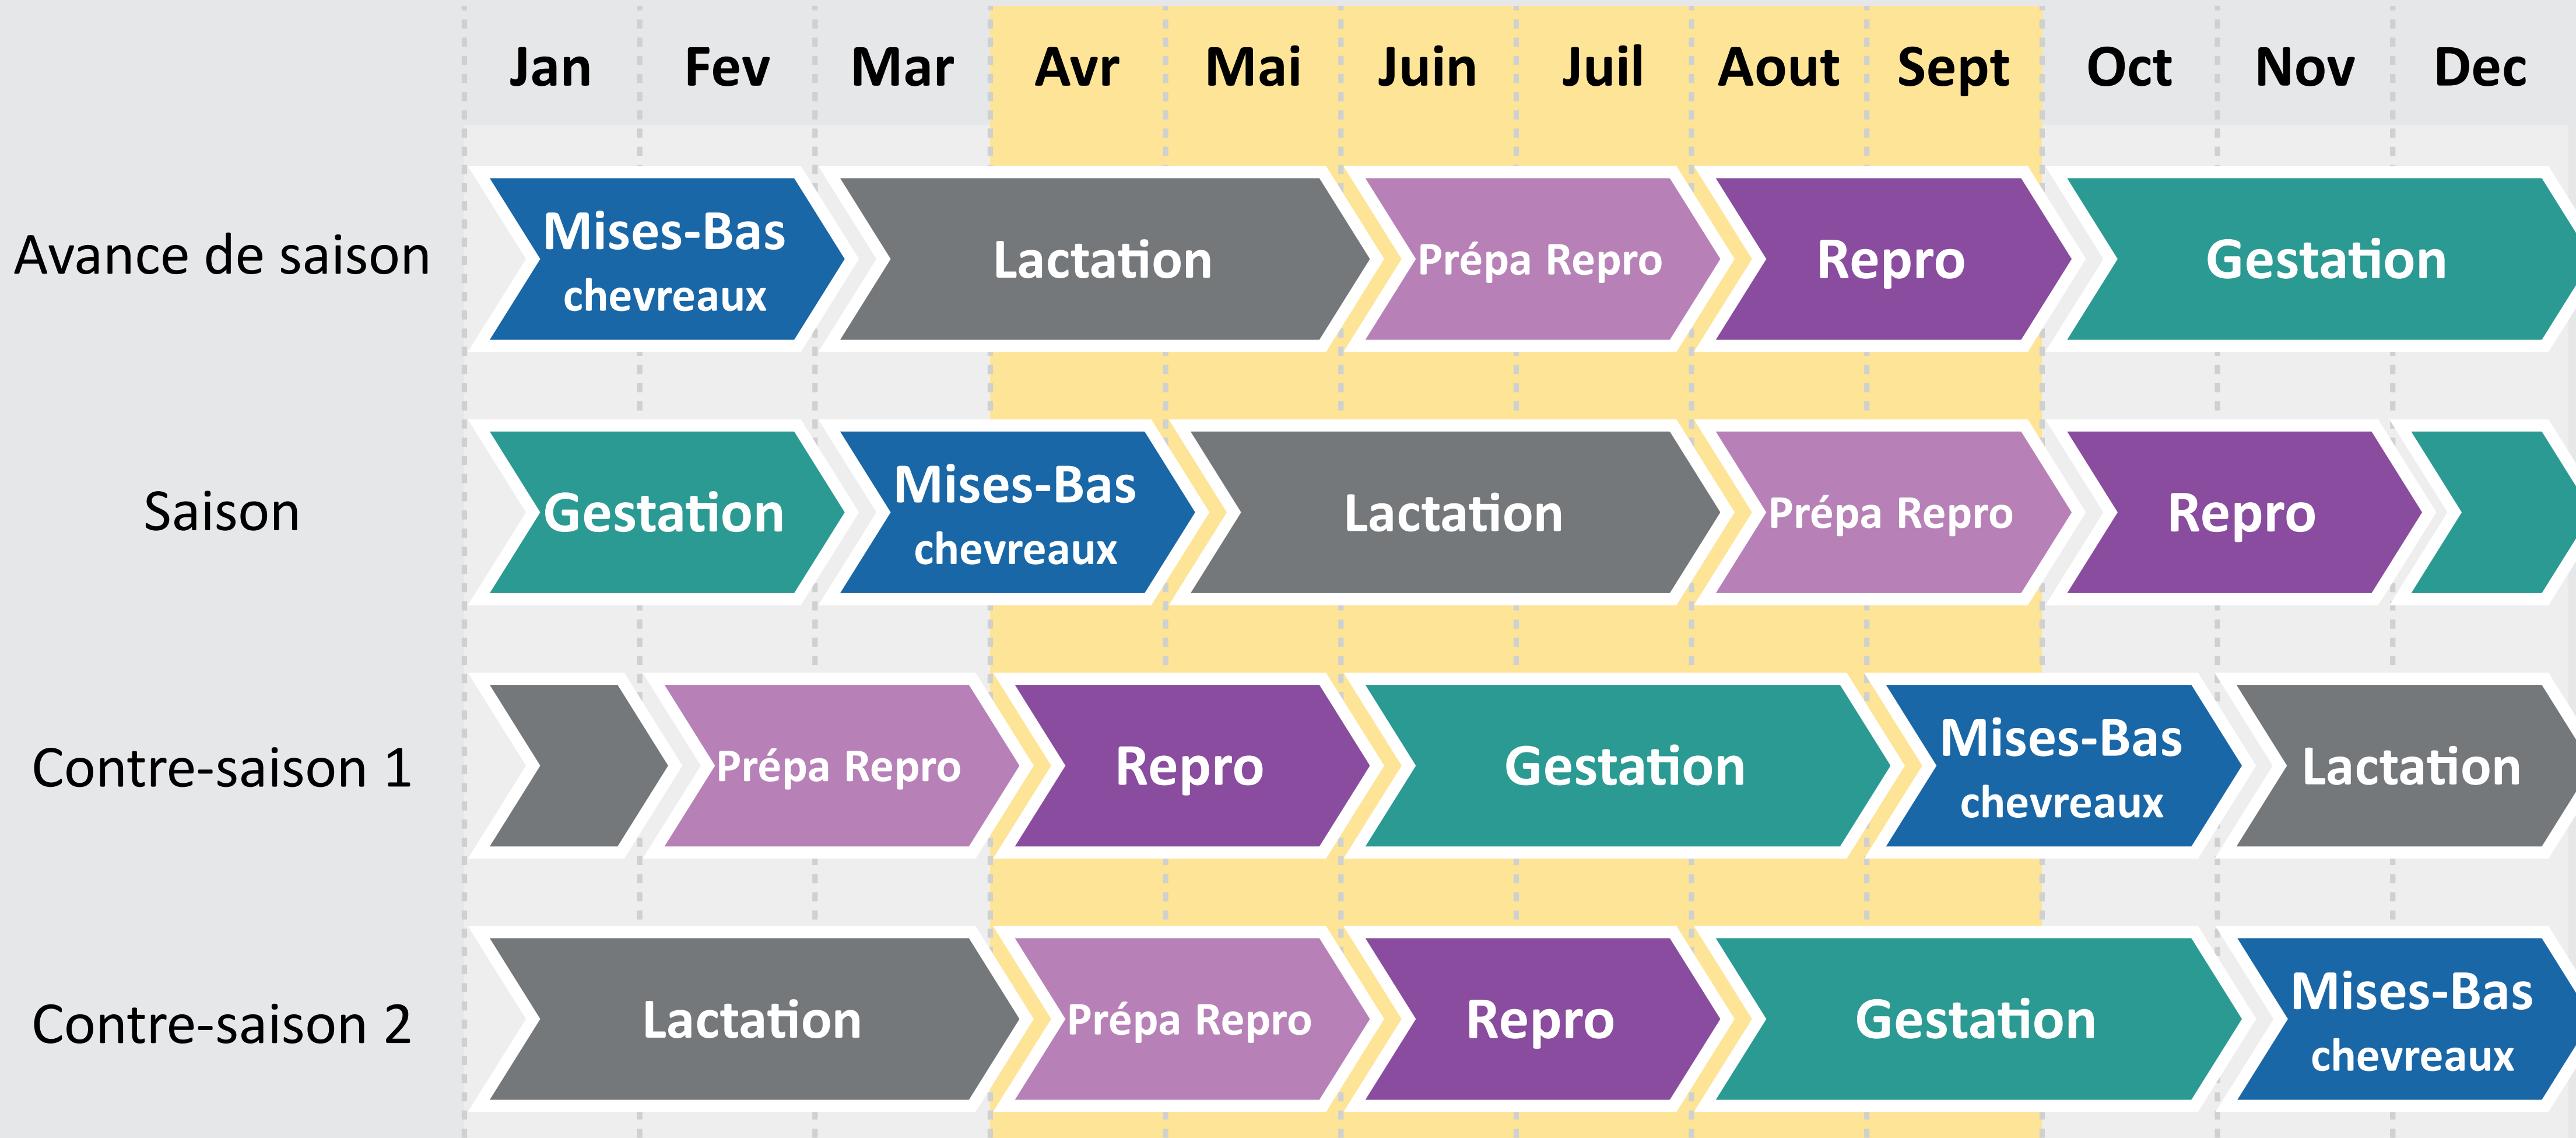 Jan Fev Mar Avr Mai Juin Juil Aout Sept Oct Nov Dec
Avance de saison
Mises-Bas
chevreaux
Lactation
Prépa Repro
Repro
Gestation
Saison
Gestation
Mises-Bas
chevreaux
Lactation
Prépa Repro
Repro
Contre-saison 1
Prépa Repro
Repro
Gestation
Mises-Bas
chevreaux
Lactation
Contre-saison 2
Lactation
Prépa Repro
Repro
Gestation
Mises-Bas
chevreaux